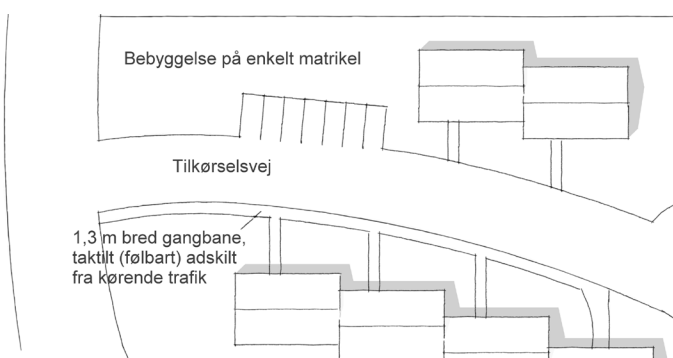 Bebyggelse på enkelt matrikel
Tilkørselsvej
1,3 m bred gangbane,
taktilt (følbart) adskilt
fra kørende trafik